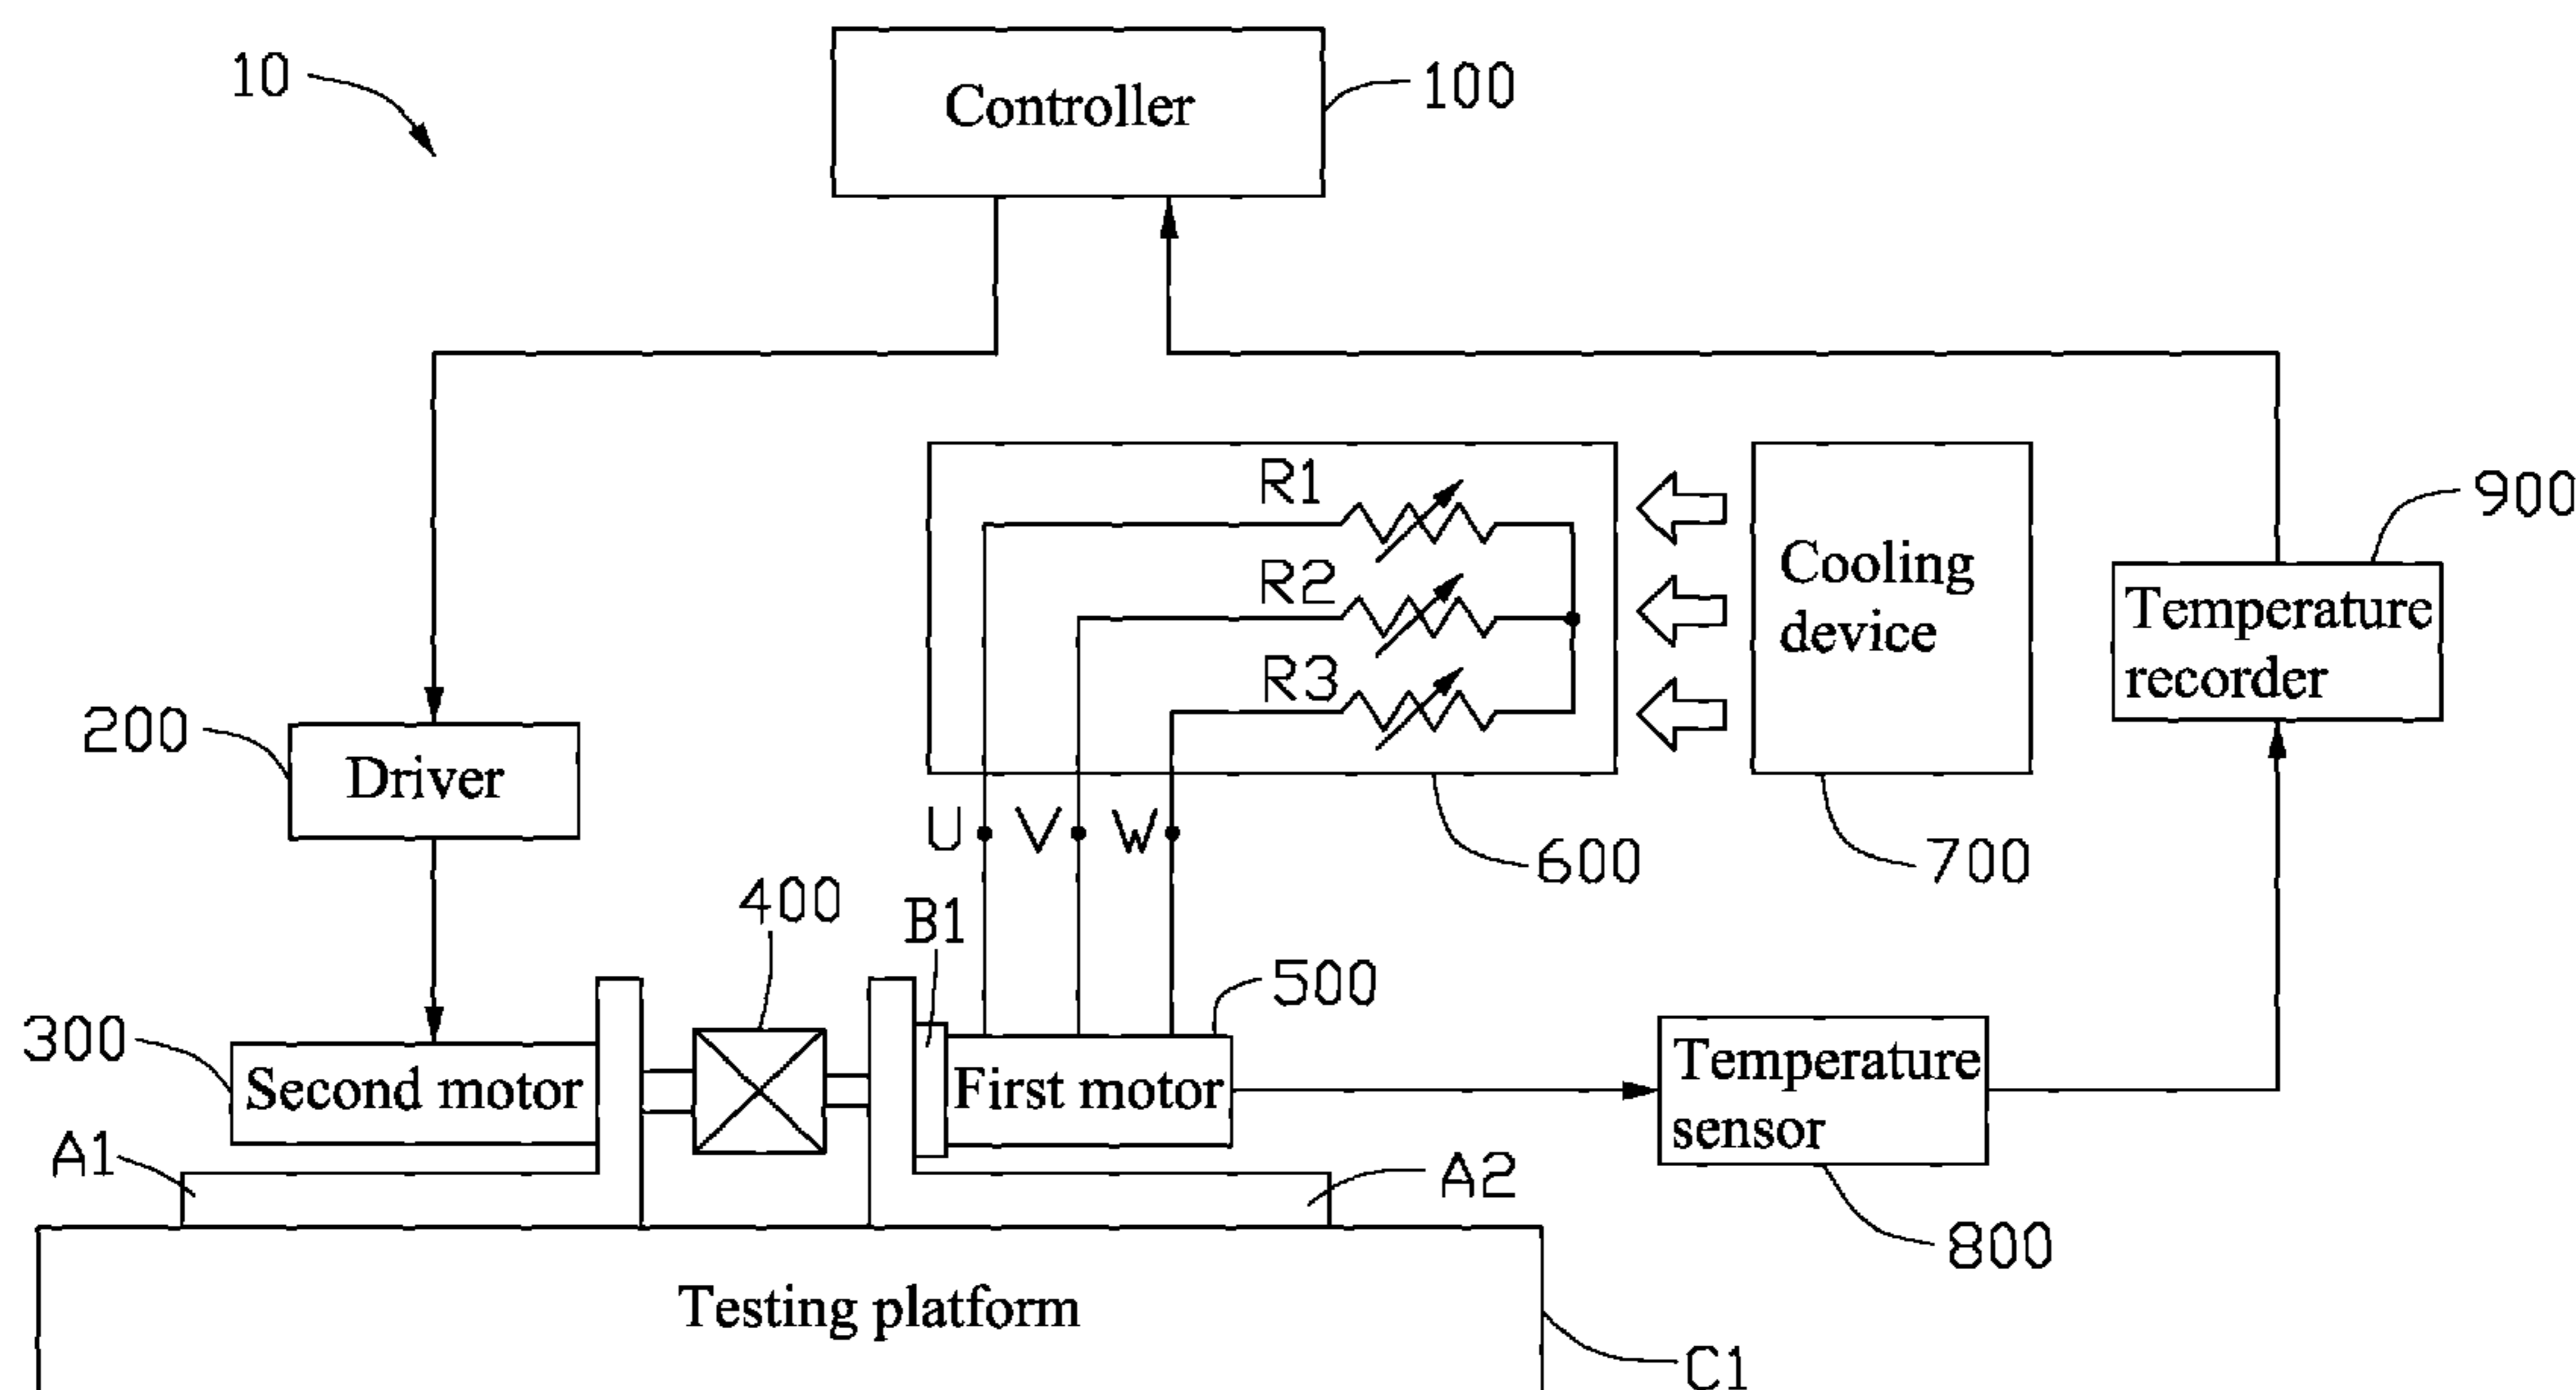 10
Controller
100
R1
R2
R3
Cooling
device
900
Temperature
recorder
200
Driver
U
V
W
600
700
400
B1
500
300
Second motor
First motor
Temperature
sensor
A1
A2
800
Testing platform
C1